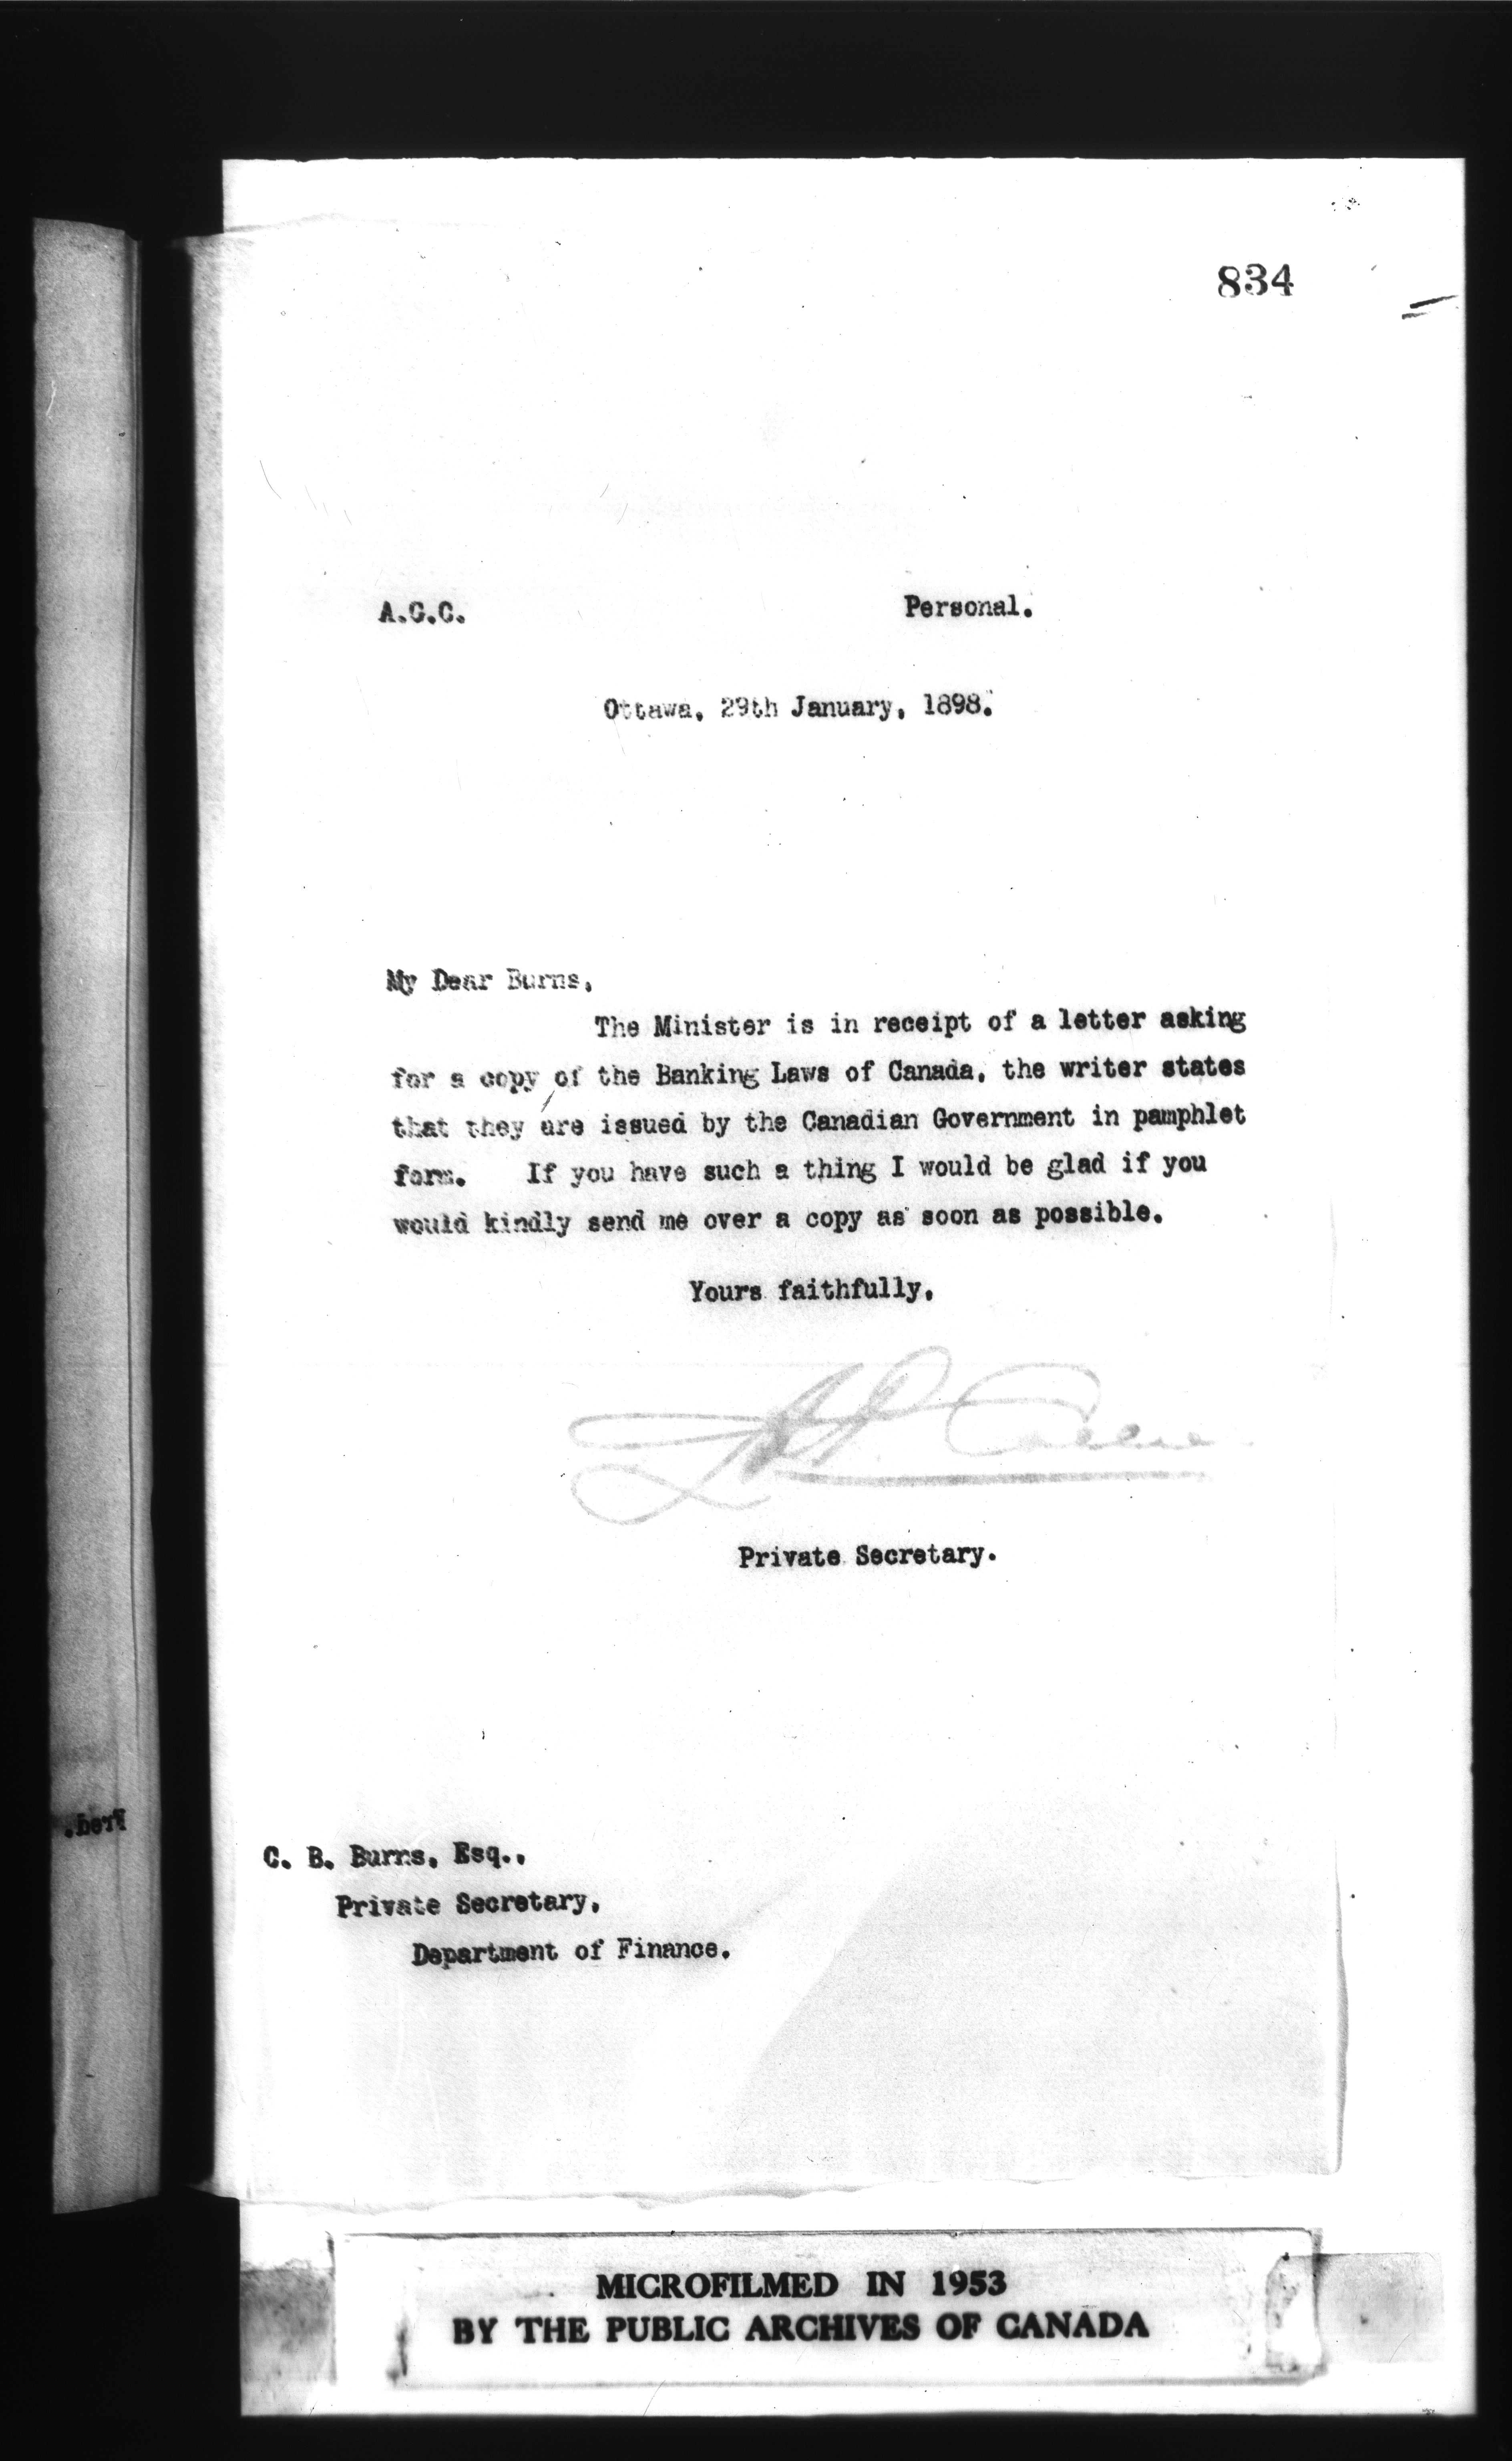 834
A.C.C.
Personal.
Ottawa, 29th January, 1898.
My Dear Burns,
The Minister is in receipt of a letter asking
for a copy of the Banking Laws of Canada, the writer states
that they are issued by the Canadian Government in pamphlet
form. If you have such a thing I would be glad if you
would kindly send me over a copy as soon as possible.
Yours faithfully,
Private Secretary.
C. B. Burns, Esq.,
Private Secretary,
Department of Finance.
MICROFILMED IN 1953
BY THE PUBLIC ARCHIVES OF CANADA